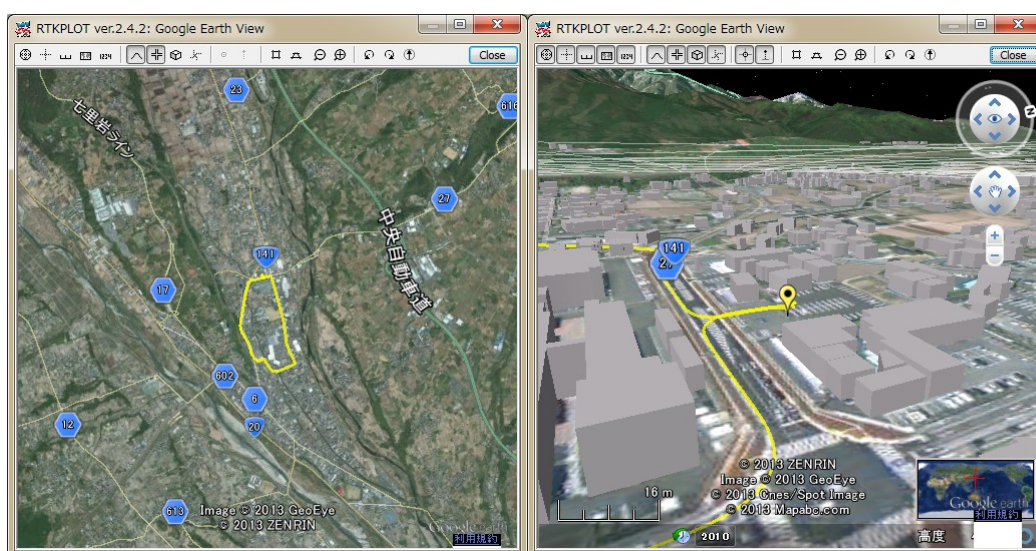 RTKPLOT ver.2.4.2: Google Earth View
Close
23
616
七里岩ライン
27
中央自動車道
141
17
602
6
20
12
613
Image © 2013 GeoEye
© 2013 ZENRIN
Google earth
利用規約
RTKPLOT ver.2.4.2: Google Earth View
Close
141
© 2013 ZENRIN
Image © 2013 GeoEye
© 2013 Cnes/Spot Image
© 2013 Mapabc.com
16 m
Google earth
利用規約
2010
高度